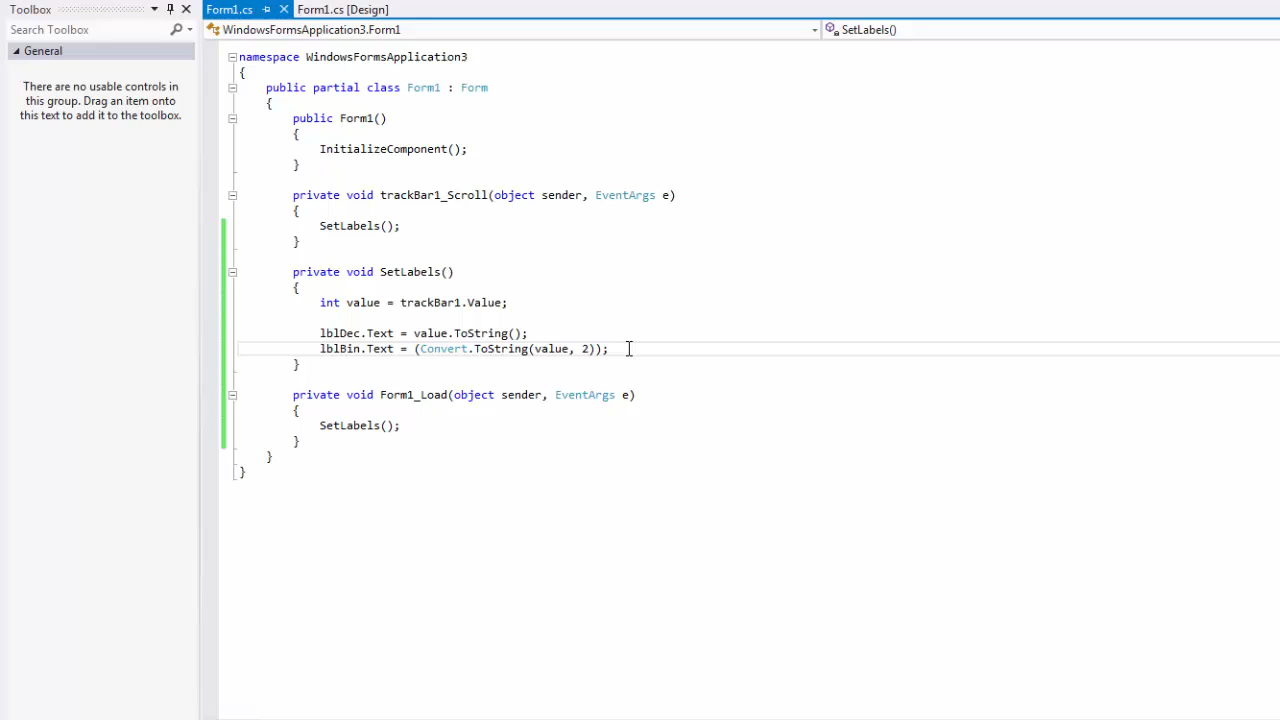 Toolbox
Form1.cs
Form1.cs [Design]
Search Toolbox
WindowsFormsApplication3.Form1
SetLabels()
General
There are no usable controls in
this group. Drag an item onto
this text to add it to the toolbox.
namespace WindowsFormsApplication3
{
public partial class Form1 : Form
{
public Form1()
{
InitializeComponent();
}
private void trackBar1_Scroll(object sender, EventArgs e)
{
SetLabels();
}
private void SetLabels()
{
int value = trackBar1.Value;
lblDec.Text = value.ToString();
lblBin.Text = (Convert.ToString(value, 2));
}
private void Form1_Load(object sender, EventArgs e)
{
SetLabels();
}
}
}